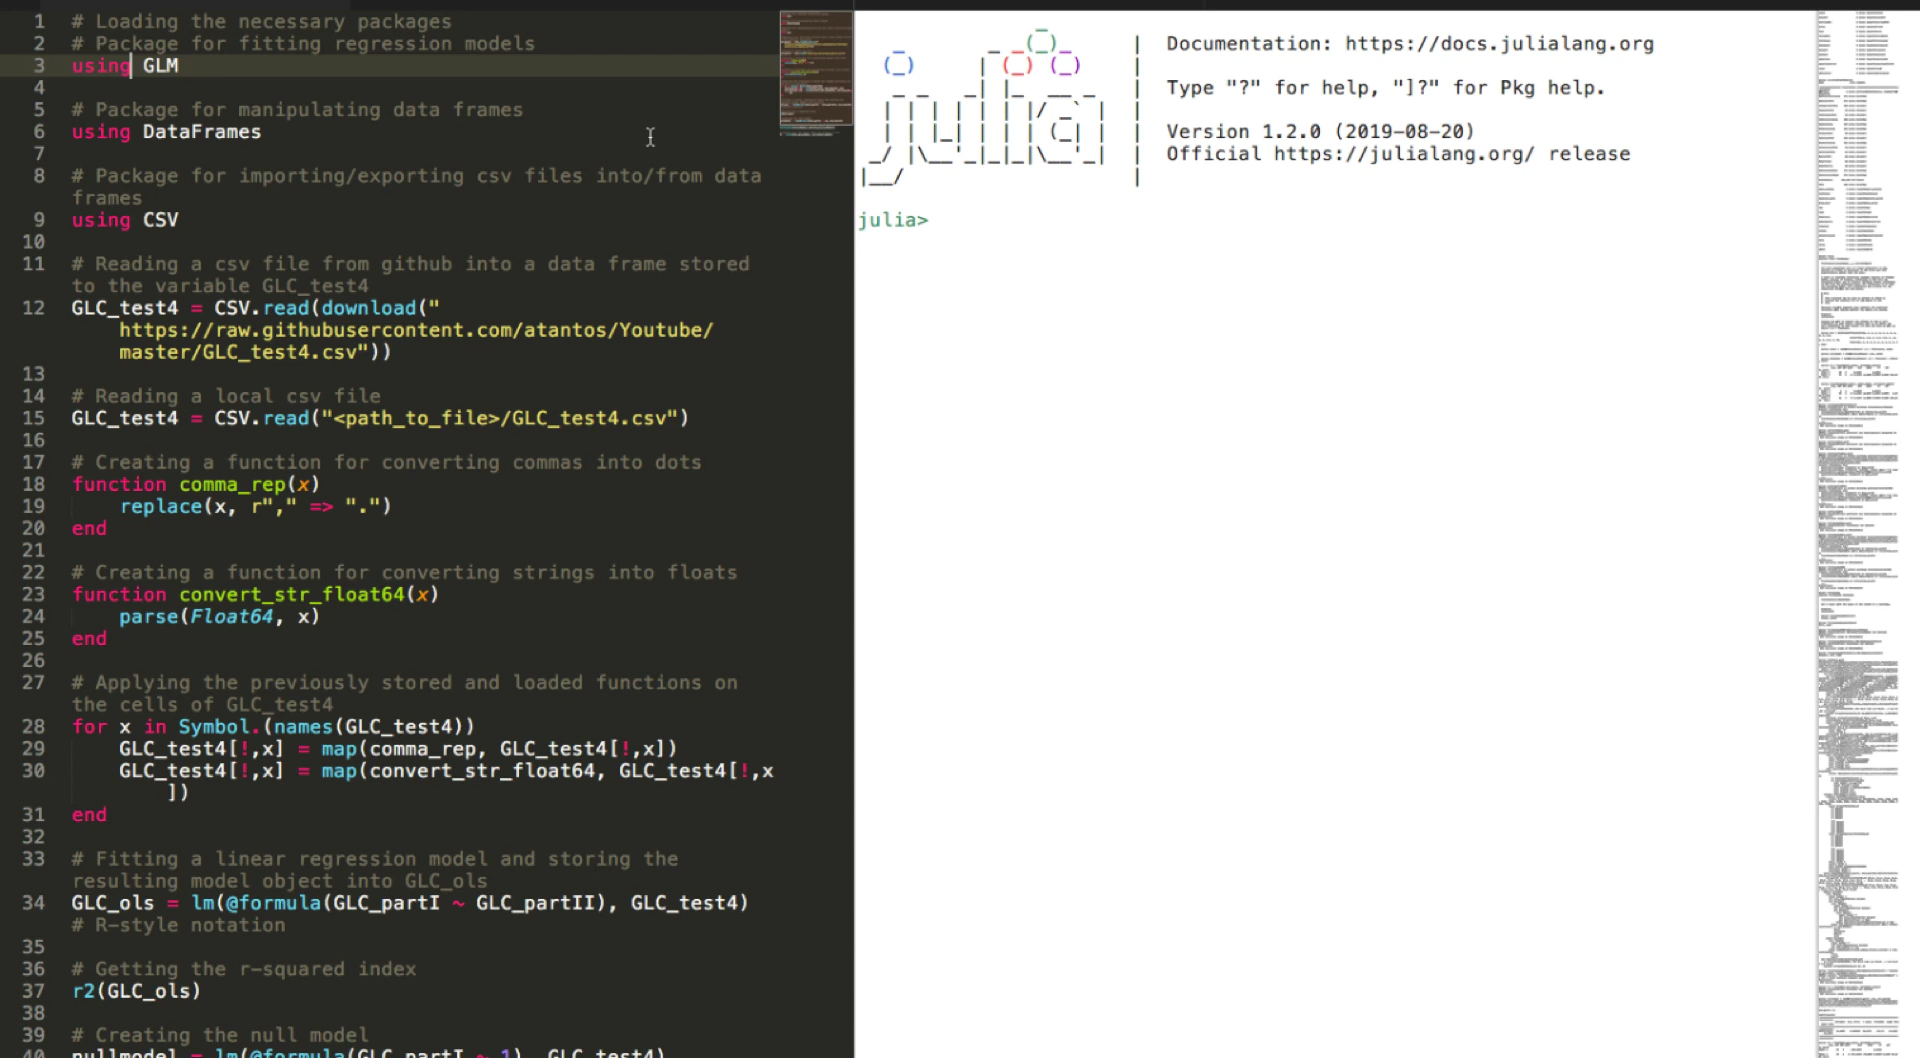 1 # Loading the necessary packages
2 # Package for fitting regression models
3 using GLM
4
5 # Package for manipulating data frames
6 using DataFrames
7
8 # Package for importing/exporting csv files into/from data
frames
9 using CSV
10
11 # Reading a csv file from github into a data frame stored
to the variable GLC_test4
12 GLC_test4 = CSV.read(download("
https://raw.githubusercontent.com/atantos/Youtube/
master/GLC_test4.csv"))
13
14 # Reading a local csv file
15 GLC_test4 = CSV.read("<path_to_file>/GLC_test4.csv")
16
17 # Creating a function for converting commas into dots
18 function comma_rep(x)
19 replace(x, r"," => ".")
20 end
21
22 # Creating a function for converting strings into floats
23 function convert_str_float64(x)
24 parse(Float64, x)
25 end
26
27 # Applying the previously stored and loaded functions on
the cells of GLC_test4
28 for x in Symbol.(names(GLC_test4))
29 GLC_test4[!,x] = map(comma_rep, GLC_test4[!,x])
30 GLC_test4[!,x] = map(convert_str_float64, GLC_test4[!,x
])
31 end
32
33 # Fitting a linear regression model and storing the
resulting model object into GLC_ols
34 GLC_ols = lm(@formula(GLC_partI ~ GLC_partII), GLC_test4)
# R-style notation
35
36 # Getting the r-squared index
37 r2(GLC_ols)
38
39 # Creating the null model
40 nullmodel = lm(@formula(GLC_partI ~ 1), GLC_test4)
julia
Documentation: https://docs.julialang.org
Type "?" for help, "]?" for Pkg help.
Version 1.2.0 (2019-08-20)
Official https://julialang.org/ release
julia>